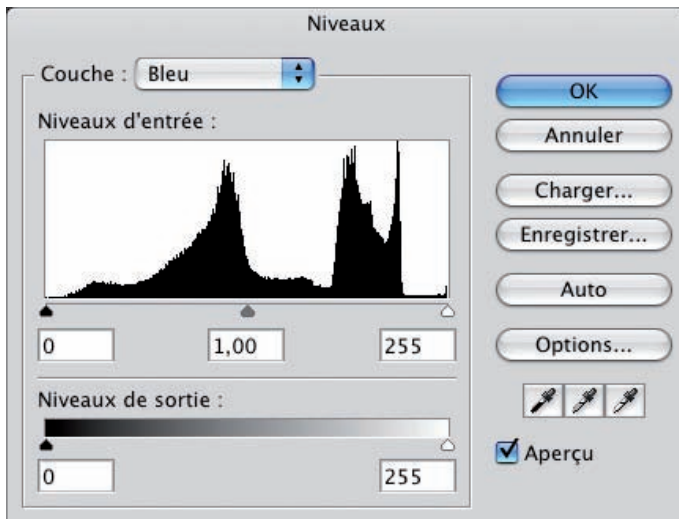 Niveaux
Couche : Bleu
Niveaux d'entrée :
0 1,00 255
Niveaux de sortie :
0 255
OK
Annuler
Charger...
Enregistrer...
Auto
Options...
Aperçu